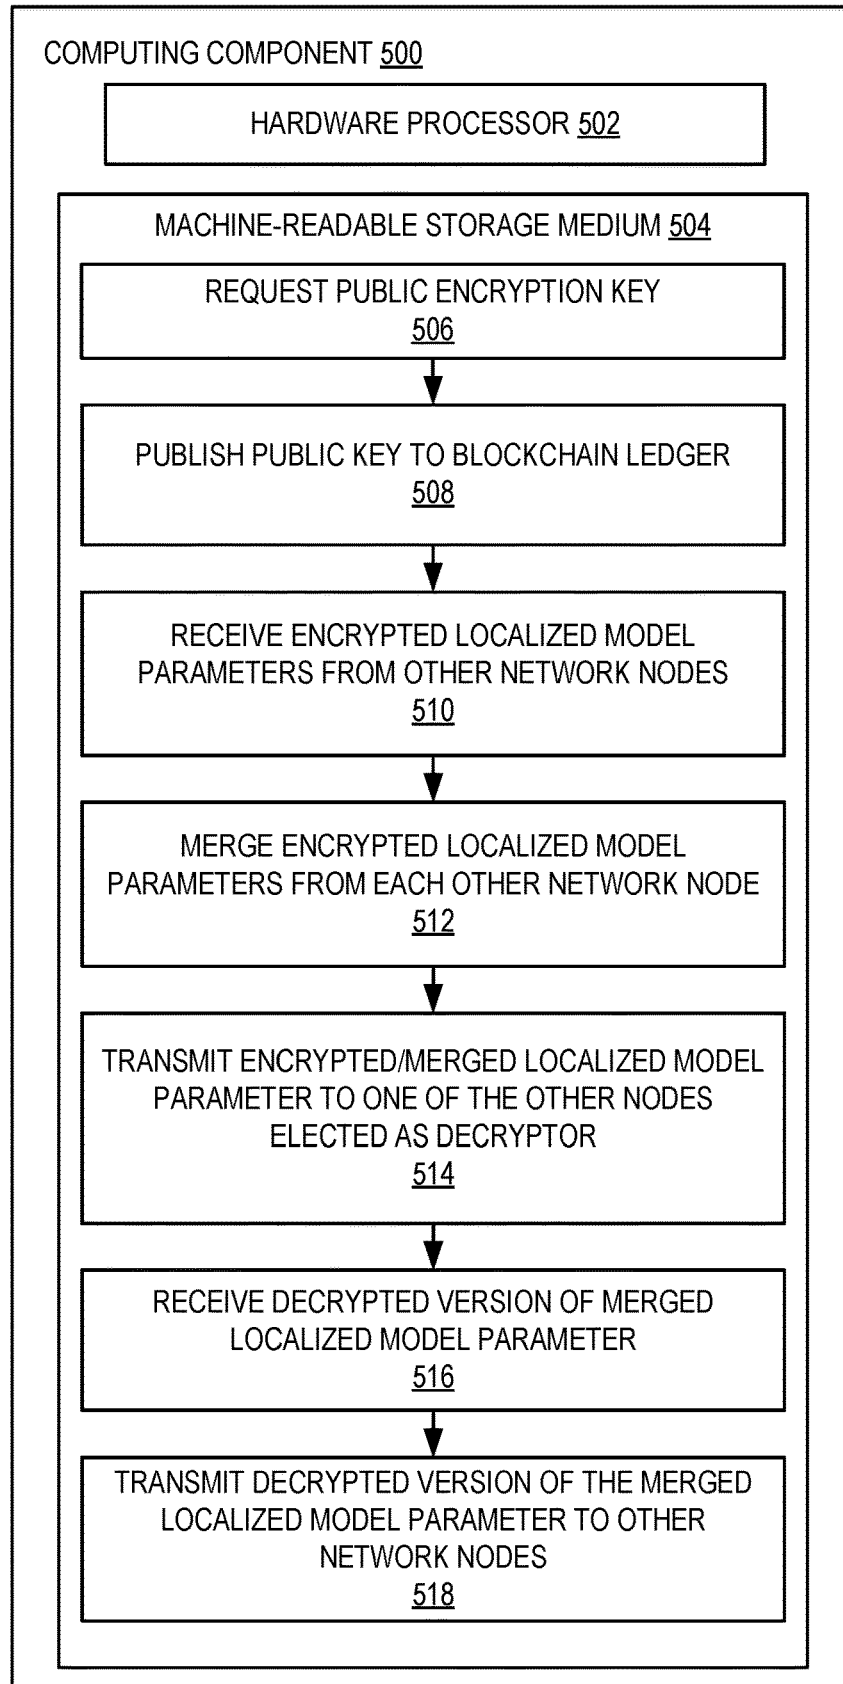 COMPUTING COMPONENT 500
HARDWARE PROCESSOR 502
MACHINE-READABLE STORAGE MEDIUM 504
REQUEST PUBLIC ENCRYPTION KEY
506
PUBLISH PUBLIC KEY TO BLOCKCHAIN LEDGER
508
RECEIVE ENCRYPTED LOCALIZED MODEL
PARAMETERS FROM OTHER NETWORK NODES
510
MERGE ENCRYPTED LOCALIZED MODEL
PARAMETERS FROM EACH OTHER NETWORK NODE
512
TRANSMIT ENCRYPTED/MERGED LOCALIZED MODEL
PARAMETER TO ONE OF THE OTHER NODES
ELECTED AS DECRYPTOR
514
RECEIVE DECRYPTED VERSION OF MERGED
LOCALIZED MODEL PARAMETER
516
TRANSMIT DECRYPTED VERSION OF THE MERGED
LOCALIZED MODEL PARAMETER TO OTHER
NETWORK NODES
518